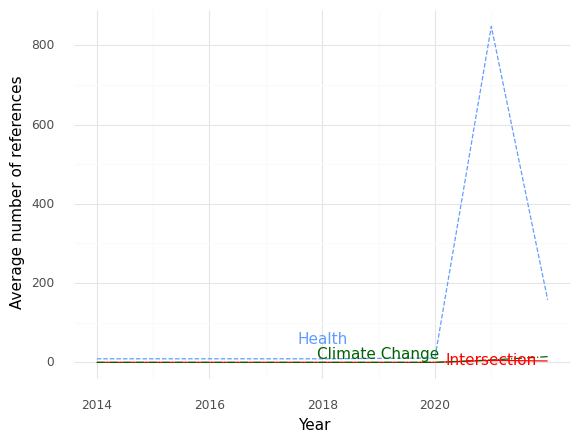 800
600
400
200
0
Average number of references
Health
Climate Change
Intersection
2014
2016
2018
2020
Year